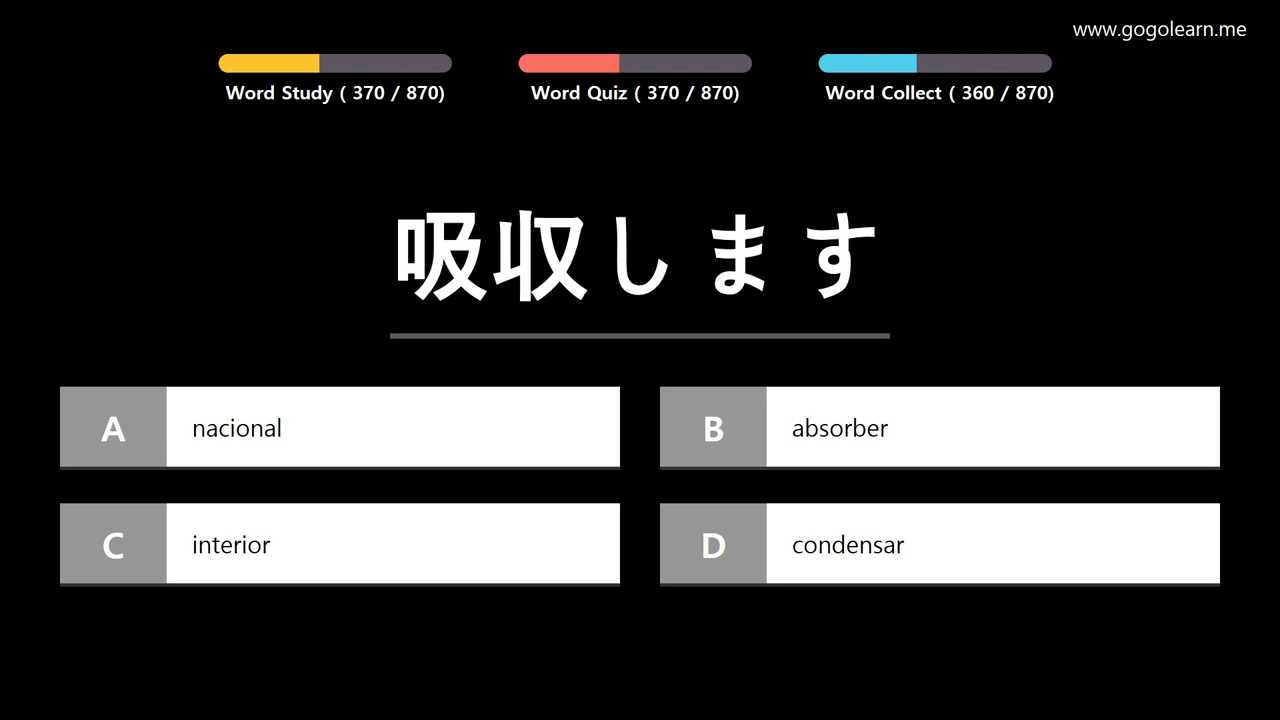 www.gogolearn.me
Word Study ( 370 / 870)
Word Quiz ( 370 / 870)
Word Collect ( 360 / 870)
吸収します
A nacional
B absorber
C interior
D condensar